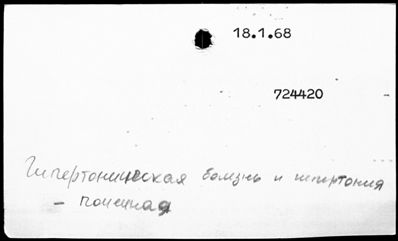 18.1.68
724420
Гипертоническая болезнь и гипертония
— почечная